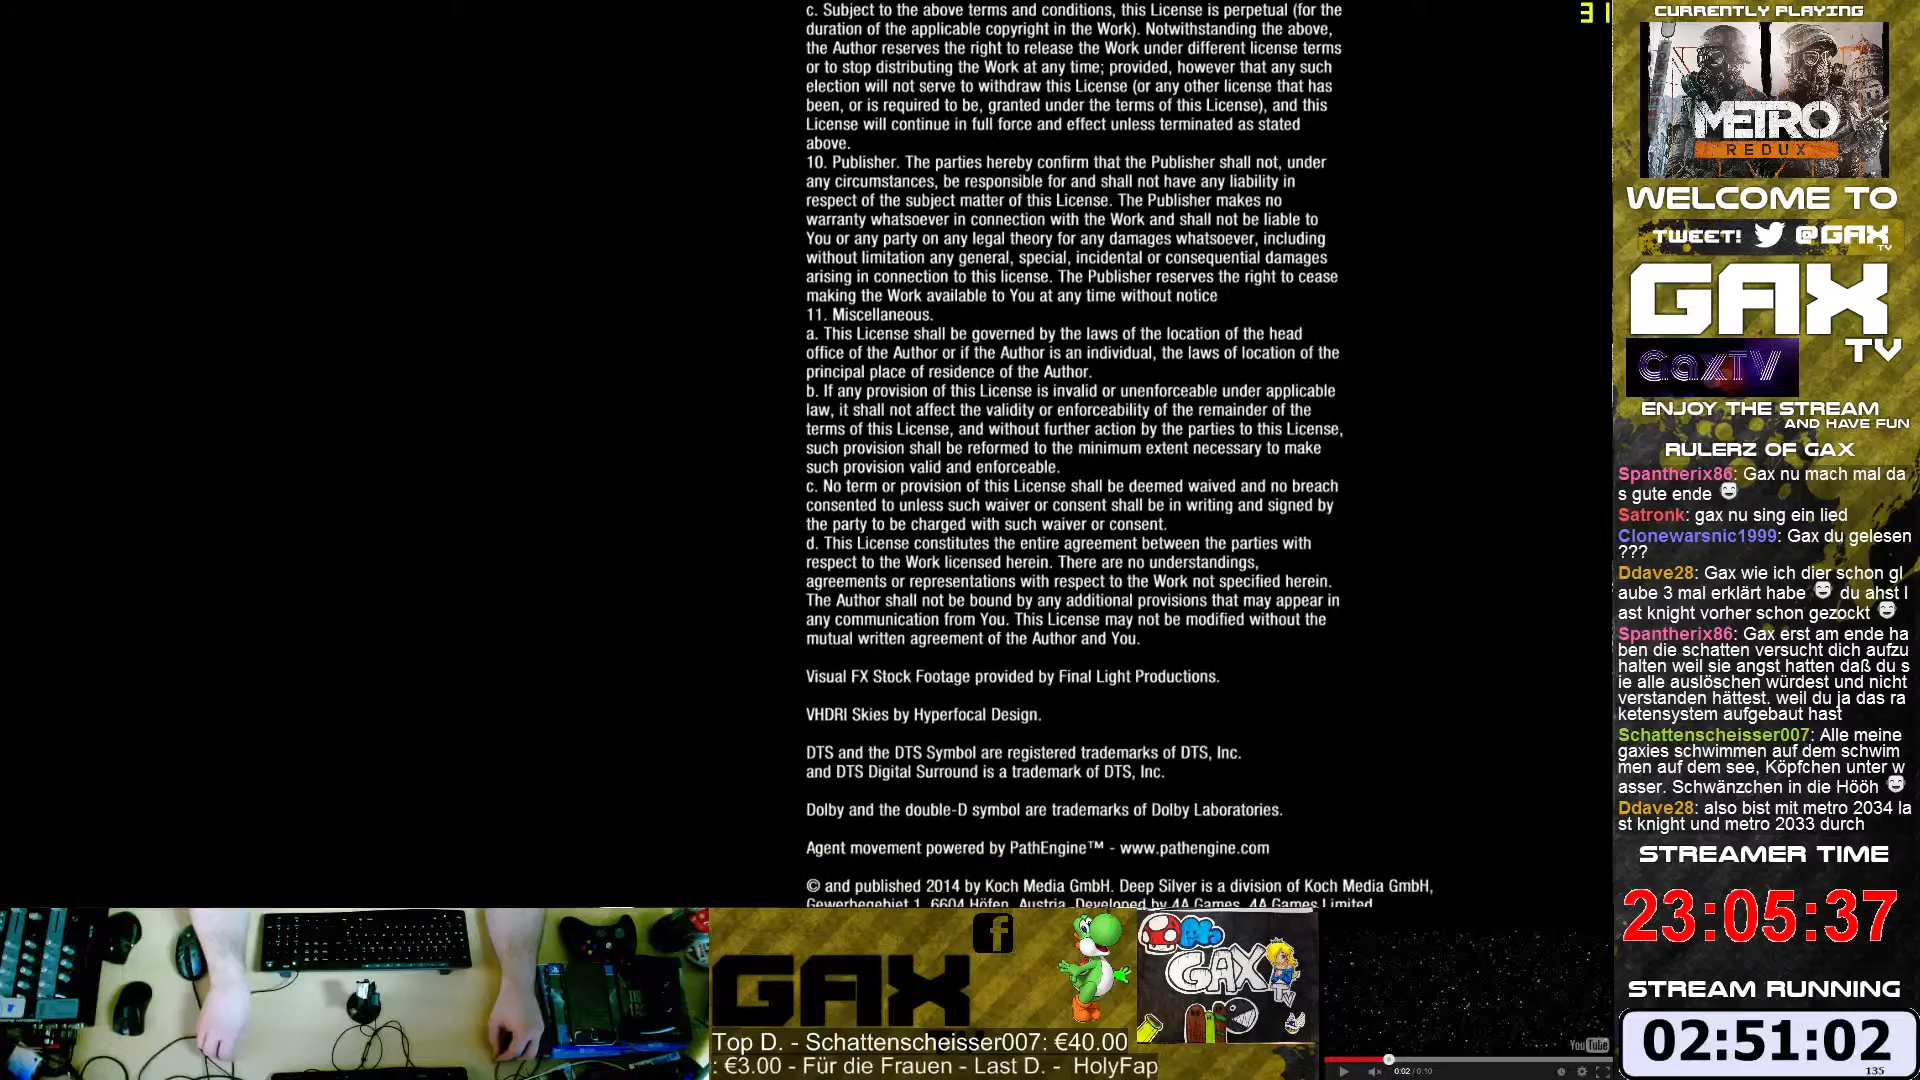 c. Subject to the above terms and conditions, this License is perpetual (for the
duration of the applicable copyright in the Work). Notwithstanding the above,
the Author reserves the right to release the Work under different license terms
or to stop distributing the Work at any time; provided, however that any such
election will not serve to withdraw this License (or any other license that has
been, or is required to be, granted under the terms of this License), and this
License will continue in full force and effect unless terminated as stated
above.
10. Publisher. The parties hereby confirm that the Publisher shall not, under
any circumstances, be responsible for and shall not have any liability in
respect of the subject matter of this License. The Publisher makes no
warranty whatsoever in connection with the Work and shall not be liable to
You or any party on any legal theory for any damages whatsoever, including
without limitation any general, special, incidental or consequential damages
arising in connection to this license. The Publisher reserves the right to cease
making the Work available to You at any time without notice
11. Miscellaneous.
a. This License shall be governed by the laws of the location of the head
office of the Author or if the Author is an individual, the laws of location of the
principal place of residence of the Author.
b. If any provision of this License is invalid or unenforceable under applicable
law, it shall not affect the validity or enforceability of the remainder of the
terms of this License, and without further action by the parties to this License,
such provision shall be reformed to the minimum extent necessary to make
such provision valid and enforceable.
c. No term or provision of this License shall be deemed waived and no breach
consented to unless such waiver or consent shall be in writing and signed by
the party to be charged with such waiver or consent.
d. This License constitutes the entire agreement between the parties with
respect to the Work licensed herein. There are no understandings,
agreements or representations with respect to the Work not specified herein.
The Author shall not be bound by any additional provisions that may appear in
any communication from You. This License may not be modified without the
mutual written agreement of the Author and You.
Visual FX Stock Footage provided by Final Light Productions.
VHDRI Skies by Hyperfocal Design.
DTS and the DTS Symbol are registered trademarks of DTS, Inc.
and DTS Digital Surround is a trademark of DTS, Inc.
Dolby and the double-D symbol are trademarks of Dolby Laboratories.
Agent movement powered by PathEngine™ - www.pathengine.com
© and published 2014 by Koch Media GmbH. Deep Silver is a division of Koch Media GmbH,
Gewerbegebiet 1, 6604 Höfen, Austria. Developed by 4A Games. 4A Games Limited
31
CURRENTLY PLAYING
METRO
REDUX
WELCOME TO
TWEET! @GAX
TV
GAX
TV
GaxTV
ENJOY THE STREAM
AND HAVE FUN
RULERZ OF GAX
Spantherix86: Gax nu mach mal da
s gute ende
Satronk: gax nu sing ein lied
Clonewarsnic1999: Gax du gelesen
???
Ddave28: Gax wie ich dier schon gl
aube 3 mal erklärt habe du ahst l
ast knight vorher schon gezockt
Spantherix86: Gax erst am ende ha
ben die schatten versucht dich aufzu
halten weil sie angst hatten daß du s
ie alle auslöschen würdest und nicht
verstanden hättest. weil du ja das ra
ketensystem aufgebaut hast
Schattenscheisser007: Alle meine
gaxies schwimmen auf dem schwim
men auf dem see, Köpfchen unter w
asser. Schwänzchen in die Hööh
Ddave28: also bist mit metro 2034 la
st knight und metro 2033 durch
STREAMER TIME
23:05:37
STREAM RUNNING
02:51:02
135
f
GAX
GAX
TV
Top D. - Schattenscheisser007: €40.00
: €3.00 - Für die Frauen - Last D. - HolyFap
YouTube
0:02 / 0:10